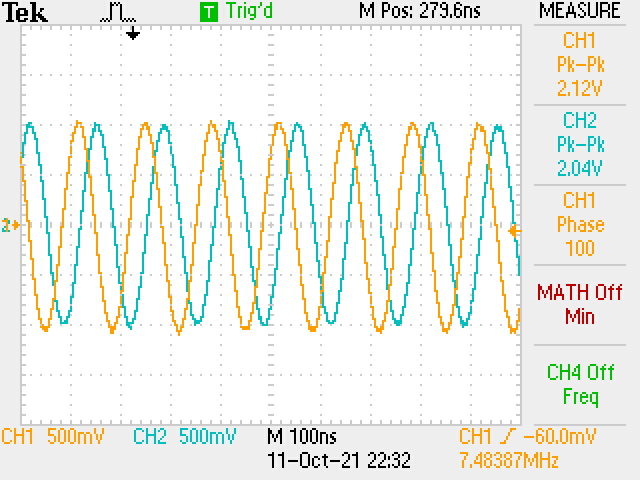 Tek
T Trig'd
M Pos: 279.6ns
MEASURE
CH1
Pk-Pk
2.12V
CH2
Pk-Pk
2.04V
CH1
Phase
100
MATH Off
Min
CH4 Off
Freq
2
CH1 500mV
CH2 500mV
M 100ns
CH1 -60.0mV
11-Oct-21 22:32
7.48387MHz